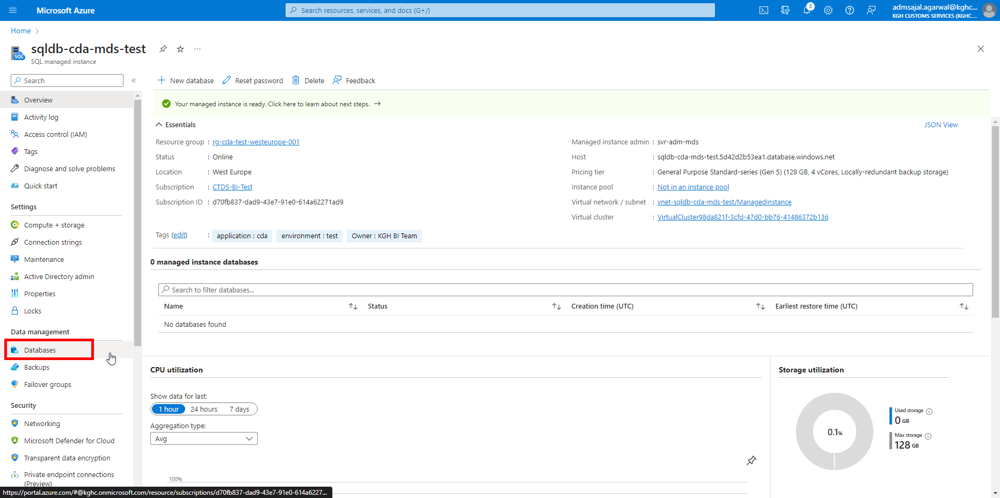 Microsoft Azure
Search resources, services, and docs (G+/)
8
admsajal.agarwal@kghc...
KGH CUSTOMS SERVICES (KGHC....
Home
sqldb-cda-mds-test
SQL managed instance
SQL
Search
«
New database
Reset password
Delete
Feedback
Overview
Activity log
Access control (IAM)
Tags
Diagnose and solve problems
Quick start
Settings
Compute + storage
Connection strings
Maintenance
Active Directory admin
Properties
Locks
Data management
Databases
Backups
Failover groups
Security
Networking
Microsoft Defender for Cloud
Transparent data encryption
Private endpoint connections
(Preview)
Your managed instance is ready. Click here to learn about next steps. →
Essentials
JSON View
Resource group : rg-cda-test-westeurope-001
Status : Online
Location : West Europe
Subscription : CTDS-BI-Test
Subscription ID : d70fb837-dad9-43e7-91e0-614a62271ad9
Managed instance admin : svr-adm-mds
Host : sqldb-cda-mds-test.5d42d2b53ea1.database.windows.net
Pricing tier : General Purpose Standard-series (Gen 5) (128 GB, 4 vCores, Locally-redundant backup storage)
Instance pool : Not in an instance pool
Virtual network / subnet : vnet-sqldb-cda-mds-test/ManagedInstance
Virtual cluster : VirtualCluster98da821f-3cfd-47d0-bb76-41486372b136
Tags (edit) : application : cda environment : test Owner : KGH BI Team
0 managed instance databases
Search to filter databases...
Name ↑↓ Status ↑↓ Creation time (UTC) ↑↓ Earliest restore time (UTC) ↑↓
No databases found
CPU utilization
Show data for last:
1 hour 24 hours 7 days
Aggregation type:
Avg
100%
Storage utilization
0.1%
Used storage
0 GB
Max storage
128 GB
https://portal.azure.com/#@kghc.onmicrosoft.com/resource/subscriptions/d70fb837-dad9-43e7-91e0-614a6227...